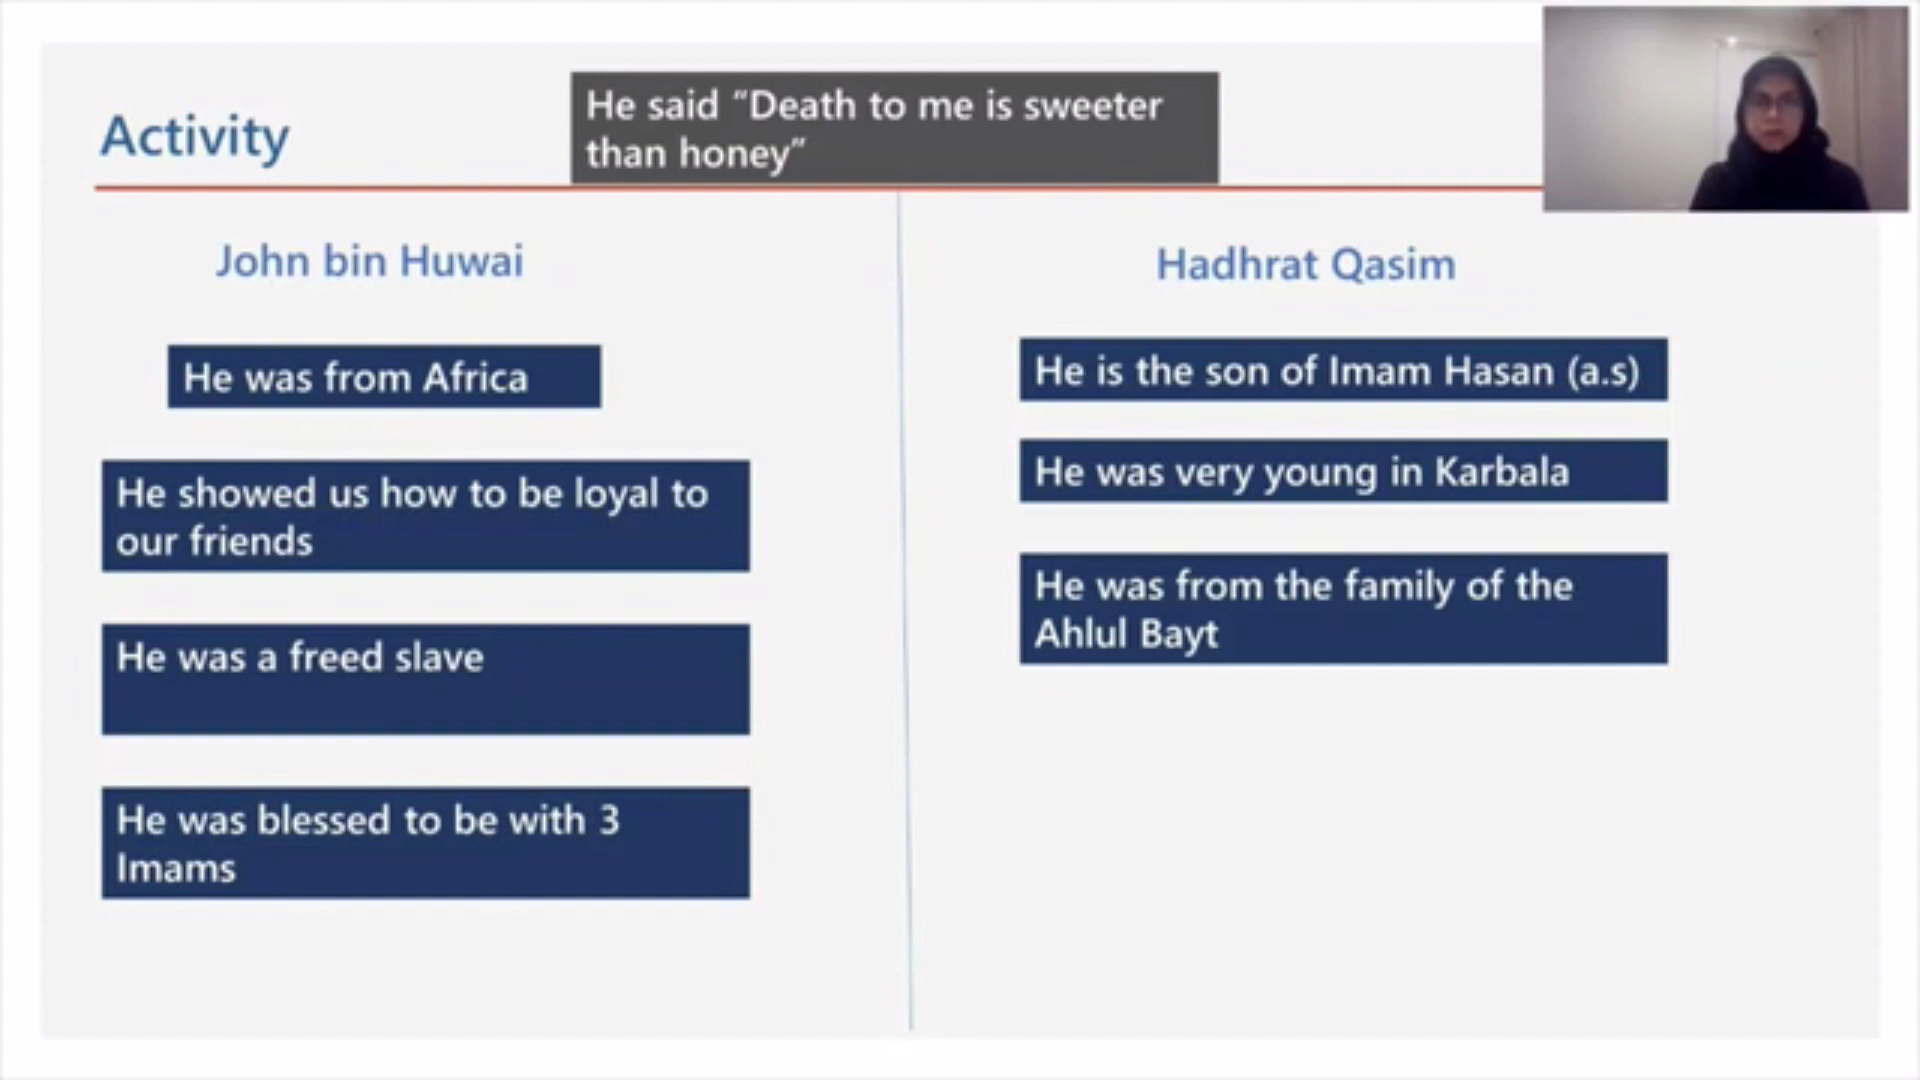 Activity
He said “Death to me is sweeter
than honey”
John bin Huwai
He was from Africa
He showed us how to be loyal to
our friends
He was a freed slave
He was blessed to be with 3
Imams
Hadhrat Qasim
He is the son of Imam Hasan (a.s)
He was very young in Karbala
He was from the family of the
Ahlul Bayt